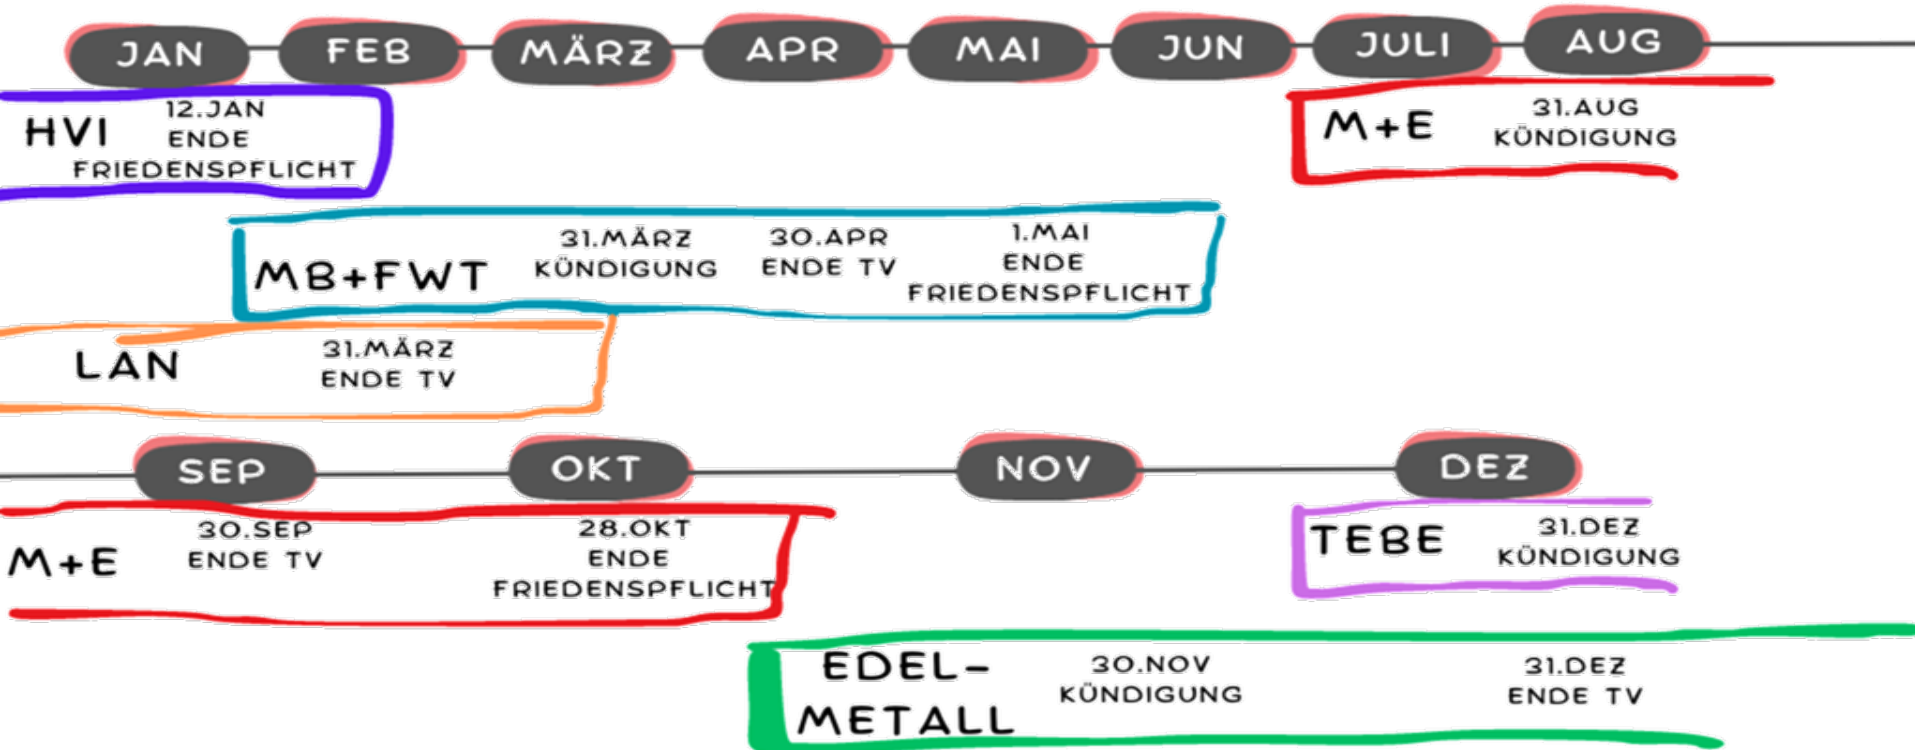 JAN FEB MÄRZ APR MAI JUN JULI AUG
HVI
12.JAN
ENDE
FRIEDENSPFLICHT
M+E
31.AUG
KÜNDIGUNG
MB+FWT
31.MÄRZ
KÜNDIGUNG
30.APR
ENDE TV
1.MAI
ENDE
FRIEDENSPFLICHT
LAN
31.MÄRZ
ENDE TV
SEP OKT NOV DEZ
M+E
30.SEP
ENDE TV
28.OKT
ENDE
FRIEDENSPFLICHT
TEBE
31.DEZ
KÜNDIGUNG
EDEL-
METALL
30.NOV
KÜNDIGUNG
31.DEZ
ENDE TV